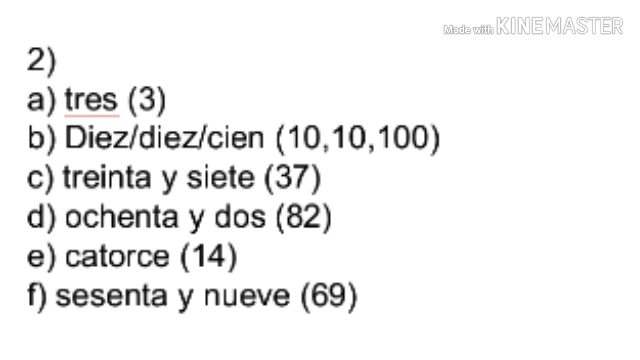 Made with KINEMASTER
2)
a) tres (3)
b) Diez/diez/cien (10,10,100)
c) treinta y siete (37)
d) ochenta y dos (82)
e) catorce (14)
f) sesenta y nueve (69)